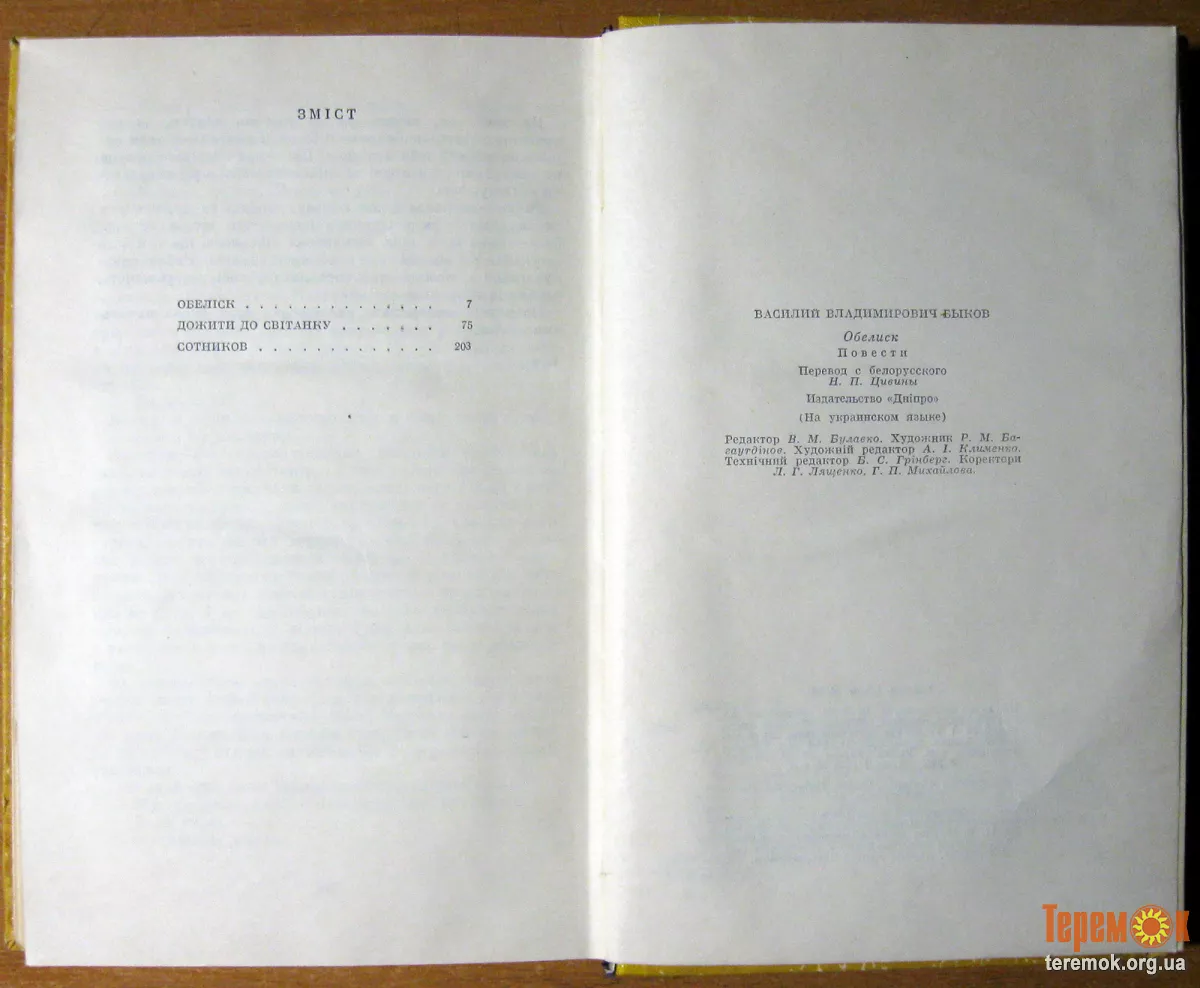 ЗМІСТ
ОБЕЛІСК . . . . . . . . . . . . . . 7
ДОЖИТИ ДО СВІТАНКУ . . . . . . . 75
СОТНИКОВ . . . . . . . . . . . . . 203
ВАСИЛИЙ ВЛАДИМИРОВИЧ БЫКОВ
Обелиск
Повести
Перевод с белорусского
Н. П. Цивины
Издательство «Дніпро»
(На украинском языке)
Редактор В. М. Булавко. Художник Р. М. Ба-
гаутдінов. Художній редактор А. І. Клименко.
Технічний редактор Б. С. Грінберг. Коректори
Л. Г. Лященко, Г. П. Михайлова.
Теремок
teremok.org.ua